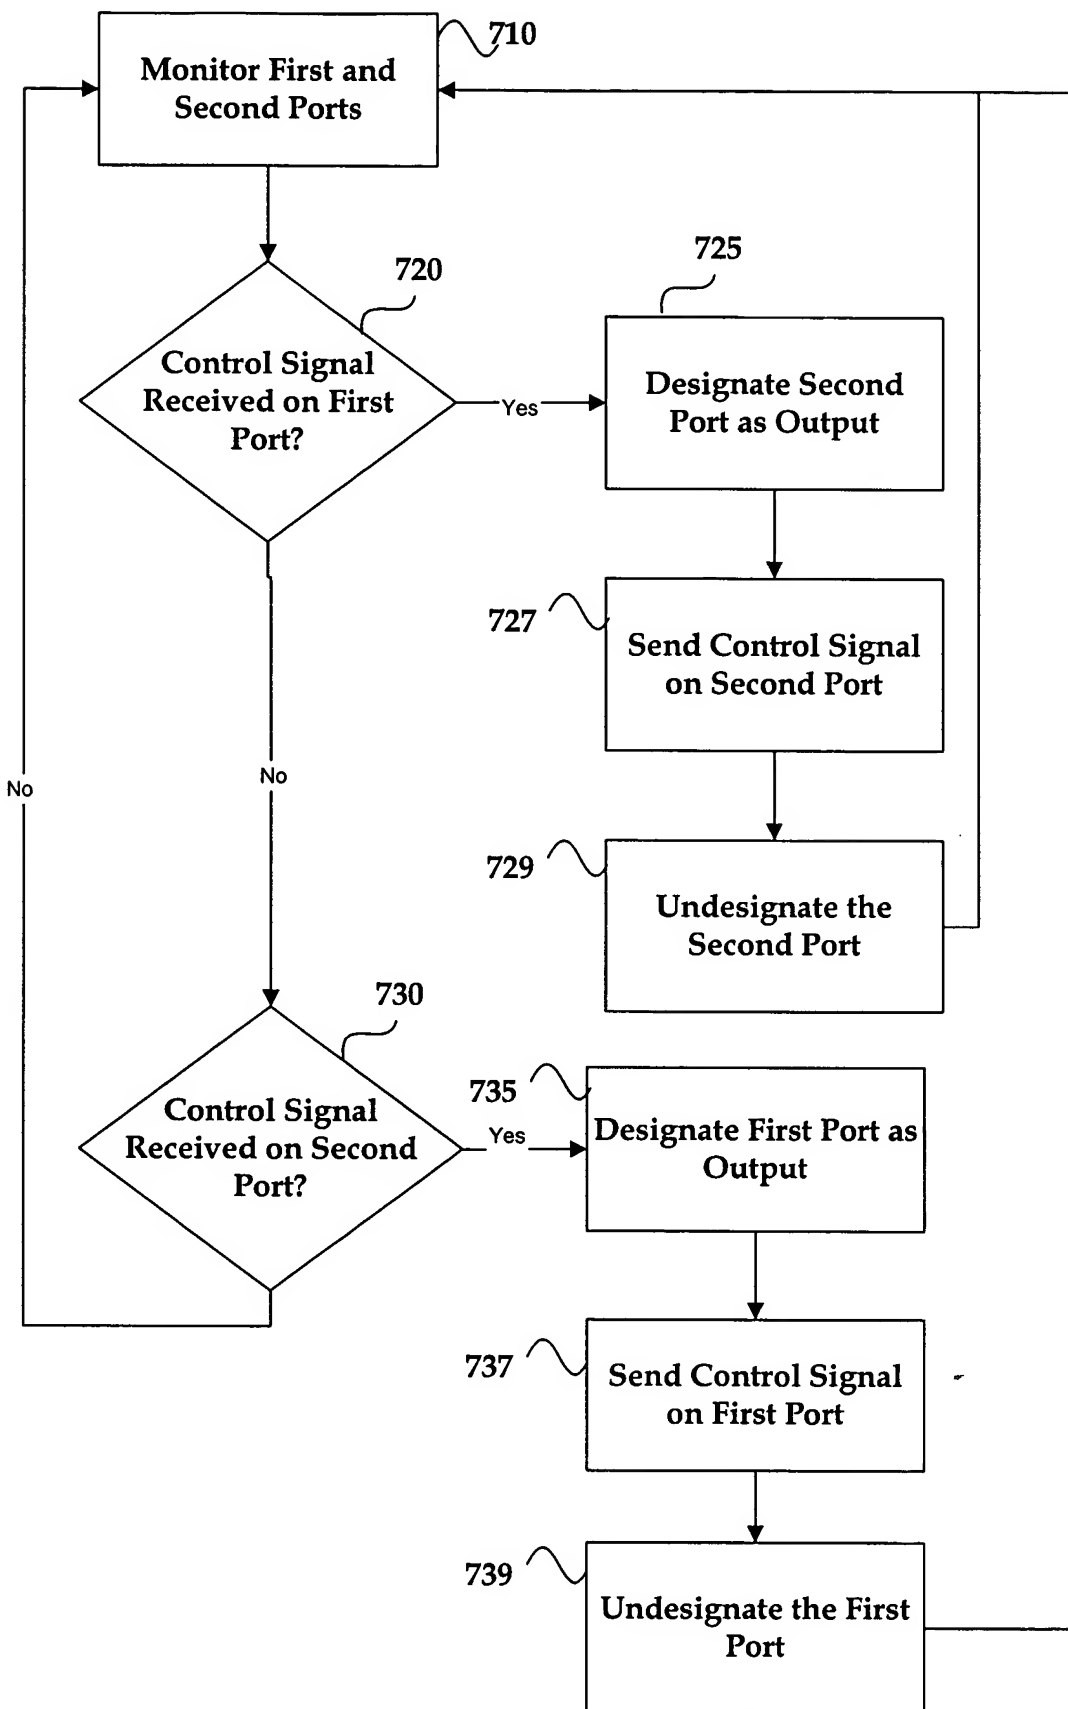 710
Monitor First and
Second Ports
720
Control Signal
Received on First
Port?
Yes
725
Designate Second
Port as Output
727
Send Control Signal
on Second Port
No
No
729
Undesignate the
Second Port
730
Control Signal
Received on Second
Port?
Yes
735
Designate First Port as
Output
737
Send Control Signal
on First Port
739
Undesignate the First
Port